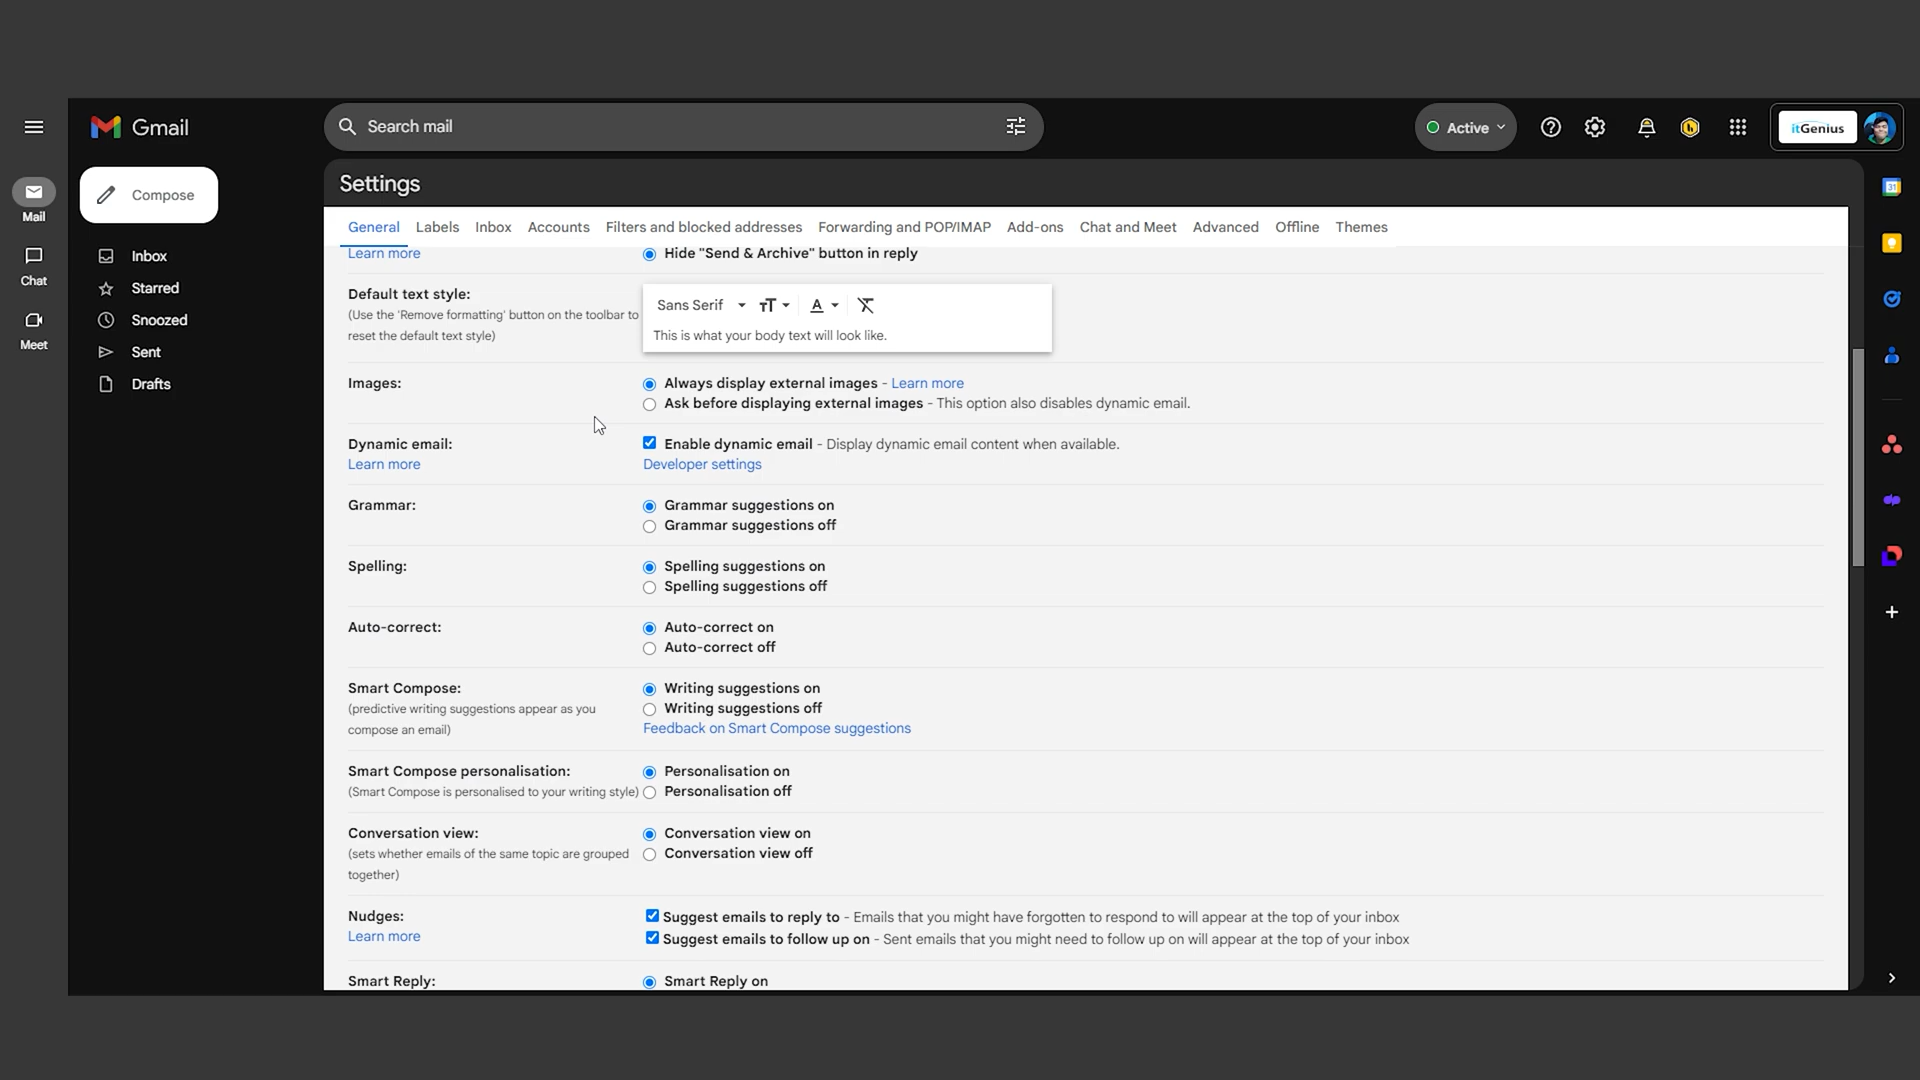 Gmail
Search mail
Active
itGenius
Mail
Compose
Chat
Meet
Inbox
Starred
Snoozed
Sent
Drafts
Settings
General Labels Inbox Accounts Filters and blocked addresses Forwarding and POP/IMAP Add-ons Chat and Meet Advanced Offline Themes
Learn more
Hide "Send & Archive" button in reply
Default text style:
(Use the 'Remove formatting' button on the toolbar to
reset the default text style)
Sans Serif
This is what your body text will look like.
Images:
Always display external images - Learn more
Ask before displaying external images - This option also disables dynamic email.
Dynamic email:
Learn more
Enable dynamic email - Display dynamic email content when available.
Developer settings
Grammar:
Grammar suggestions on
Grammar suggestions off
Spelling:
Spelling suggestions on
Spelling suggestions off
Auto-correct:
Auto-correct on
Auto-correct off
Smart Compose:
(predictive writing suggestions appear as you
compose an email)
Writing suggestions on
Writing suggestions off
Feedback on Smart Compose suggestions
Smart Compose personalisation:
(Smart Compose is personalised to your writing style)
Personalisation on
Personalisation off
Conversation view:
(sets whether emails of the same topic are grouped
together)
Conversation view on
Conversation view off
Nudges:
Learn more
Suggest emails to reply to - Emails that you might have forgotten to respond to will appear at the top of your inbox
Suggest emails to follow up on - Sent emails that you might need to follow up on will appear at the top of your inbox
Smart Reply:
Smart Reply on